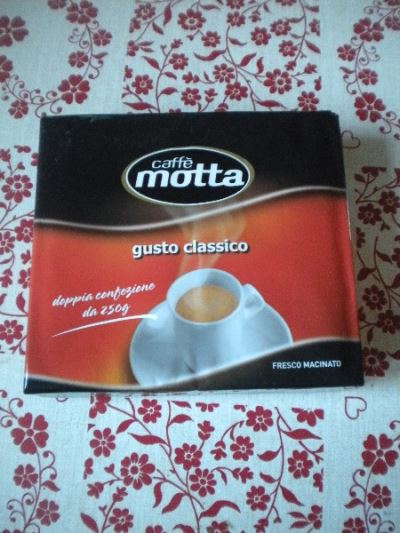 caffè
motta
gusto classico
doppia confezione
da 250g
FRESCO MACINATO